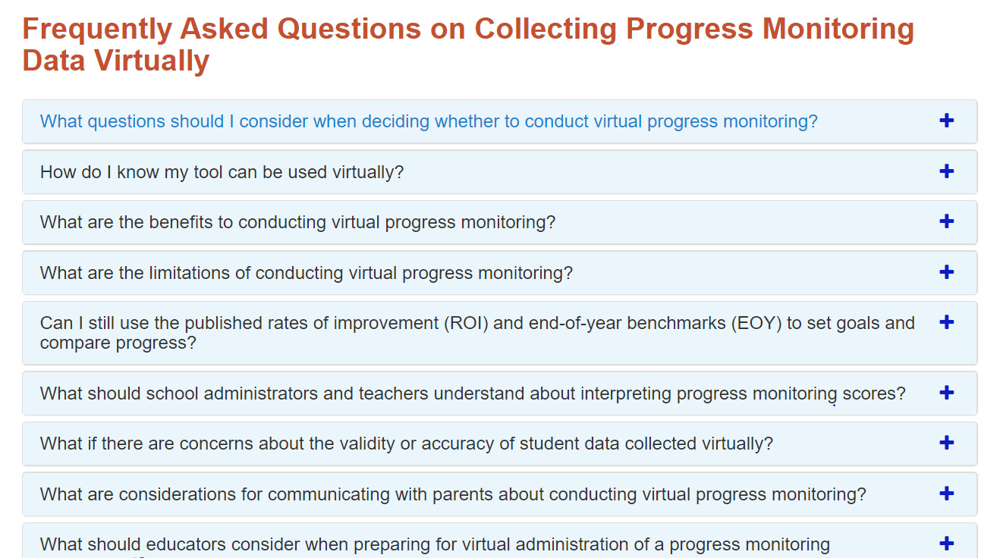 Frequently Asked Questions on Collecting Progress Monitoring
Data Virtually
What questions should I consider when deciding whether to conduct virtual progress monitoring?
How do I know my tool can be used virtually?
What are the benefits to conducting virtual progress monitoring?
What are the limitations of conducting virtual progress monitoring?
Can I still use the published rates of improvement (ROI) and end-of-year benchmarks (EOY) to set goals and
compare progress?
What should school administrators and teachers understand about interpreting progress monitoring scores?
What if there are concerns about the validity or accuracy of student data collected virtually?
What are considerations for communicating with parents about conducting virtual progress monitoring?
What should educators consider when preparing for virtual administration of a progress monitoring